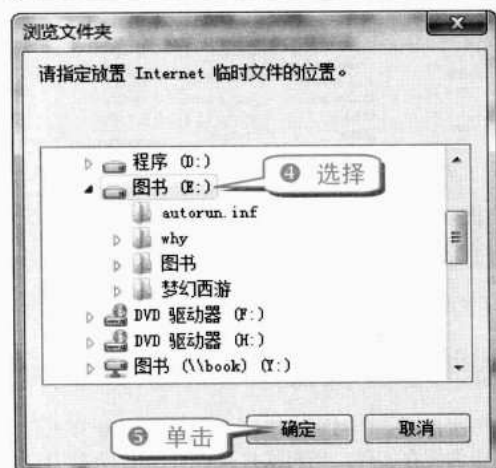 浏览文件夹
请指定放置 Internet 临时文件的位置。
程序 (D:)
图书 (E:)
❹ 选择
autorun.inf
why
图书
梦幻西游
DVD 驱动器 (F:)
DVD 驱动器 (H:)
图书 (\\book) (Y:)
❺ 单击
确定
取消